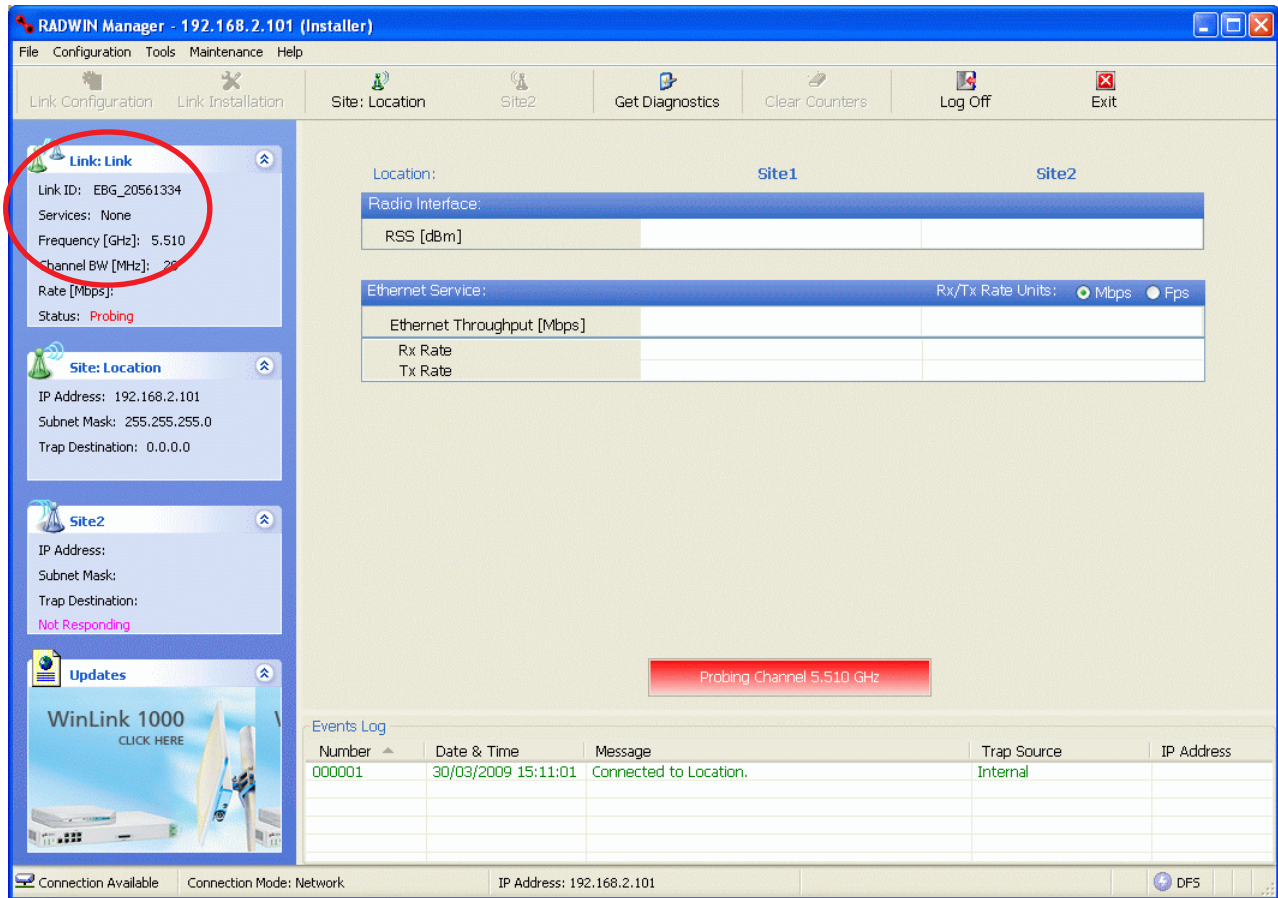 RADWIN Manager - 192.168.2.101 (Installer)
File Configuration Tools Maintenance Help
Link Configuration Link Installation Site: Location Site2 Get Diagnostics Clear Counters Log Off Exit
Link: Link
Link ID: EBG_20561334
Services: None
Frequency [GHz]: 5.510
Channel BW [MHz]: 20
Rate [Mbps]:
Status: Probing
Site: Location
IP Address: 192.168.2.101
Subnet Mask: 255.255.255.0
Trap Destination: 0.0.0.0
Site2
IP Address:
Subnet Mask:
Trap Destination:
Not Responding
Updates
WinLink 1000
CLICK HERE
Location: Site1 Site2
Radio Interface:
RSS [dBm]
Ethernet Service: Rx/Tx Rate Units: Mbps Fps
Ethernet Throughput [Mbps]
Rx Rate
Tx Rate
Probing Channel 5.510 GHz
Events Log
Number Date & Time Message Trap Source IP Address
000001 30/03/2009 15:11:01 Connected to Location. Internal
Connection Available Connection Mode: Network IP Address: 192.168.2.101 DFS